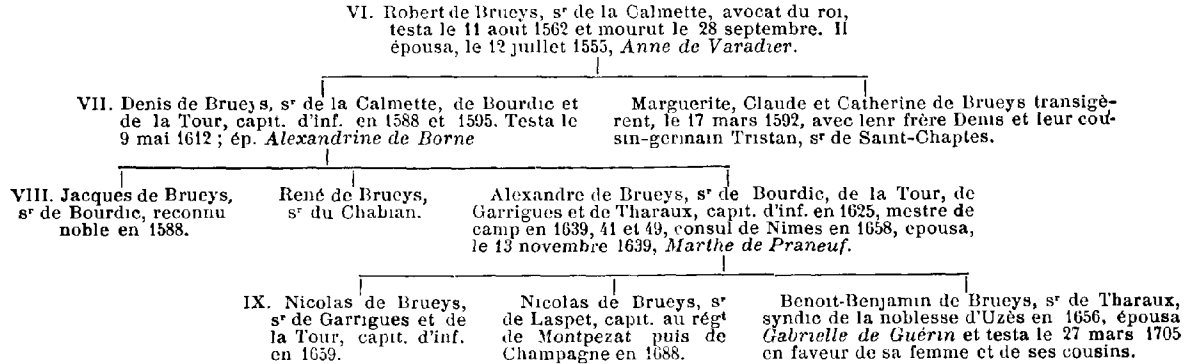 VI. Robert de Brueys, sʳ de la Calmette, avocat du roi,
testa le 11 août 1562 et mourut le 28 septembre. Il
épousa, le 12 juillet 1555, Anne de Varadier.
VII. Denis de Brueys, sʳ de la Calmette, de Bourdic et
de la Tour, capit. d'inf. en 1588 et 1595. Testa le
9 mai 1612 ; ép. Alexandrine de Borne
Marguerite, Claude et Catherine de Brueys transigè-
rent, le 17 mars 1592, avec lenr frère Denis et leur cou-
sin-germain Tristan, sʳ de Saint-Chaptes.
VIII. Jacques de Brueys,
sʳ de Bourdic, reconnu
noble en 1588.
René de Brueys,
sʳ du Chabian.
Alexandre de Brueys, sʳ de Bourdic, de la Tour, de
Garrigues et de Tharaux, capit. d'inf. en 1625, mestre de
camp en 1639, 41 et 49, consul de Nimes en 1658, epousa,
le 13 novembre 1639, Marthe de Praneuf.
IX. Nicolas de Brueys,
sʳ de Garrigues et de
la Tour, capit. d'inf.
en 1659.
Nicolas de Brueys, sʳ
de Laspet, capit. au régᵗ
de Montpezat puis de
Champagne en 1688.
Benoit-Benjamin de Brueys, sʳ de Tharaux,
syndic de la noblesse d'Uzès en 1656, épousa
Gabrielle de Guérin et testa le 27 mars 1705
en faveur de sa femme et de ses cousins.